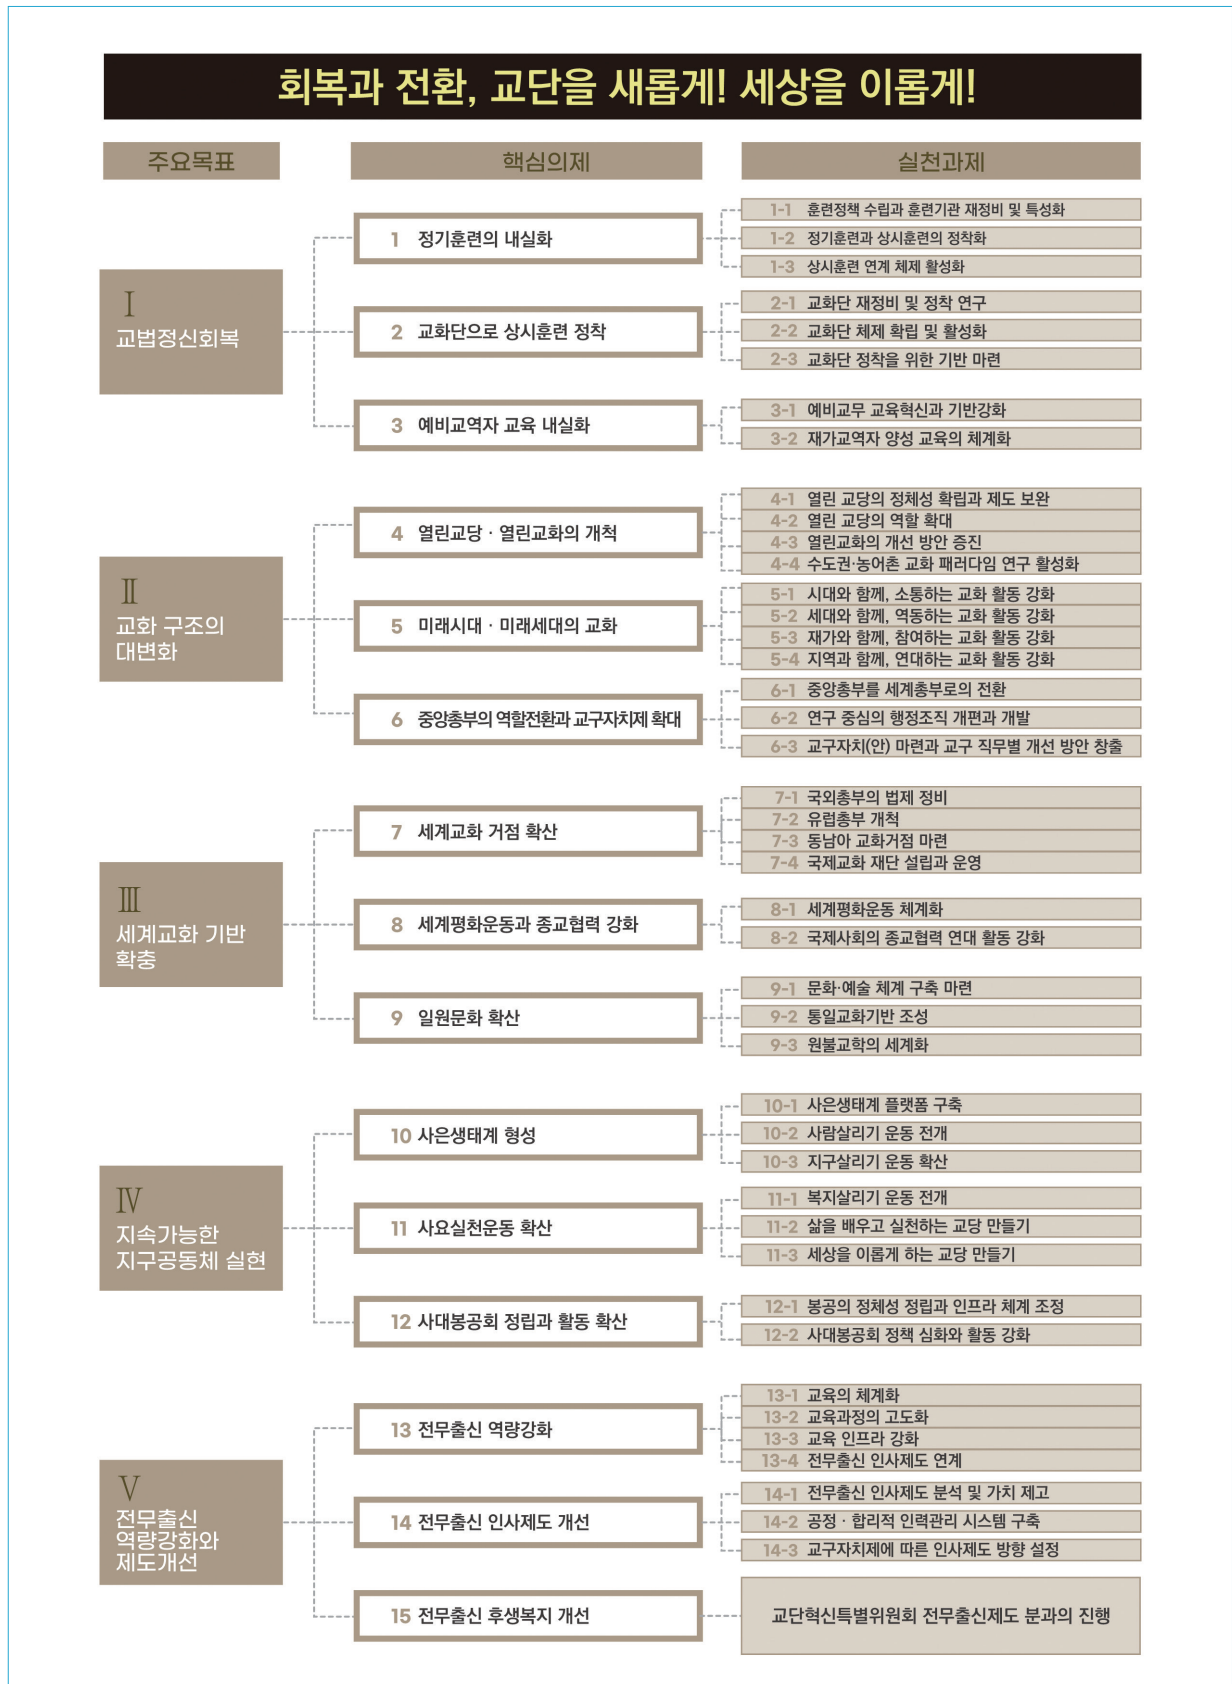 회복과 전환, 교단을 새롭게! 세상을 이롭게!
주요목표
핵심의제
실천과제
Ⅰ
교법정신회복
1 정기훈련의 내실화
1-1 훈련정책 수립과 훈련기관 재정비 및 특성화
1-2 정기훈련과 상시훈련의 정착화
1-3 상시훈련 연계 체제 활성화
2 교화단으로 상시훈련 정착
2-1 교화단 재정비 및 정착 연구
2-2 교화단 체제 확립 및 활성화
2-3 교화단 정착을 위한 기반 마련
3 예비교역자 교육 내실화
3-1 예비교무 교육혁신과 기반강화
3-2 재가교역자 양성 교육의 체계화
Ⅱ
교화 구조의
대변화
4 열린교당 · 열린교화의 개척
4-1 열린 교당의 정체성 확립과 제도 보완
4-2 열린 교당의 역할 확대
4-3 열린교화의 개선 방안 증진
4-4 수도권·농어촌 교화 패러다임 연구 활성화
5 미래시대 · 미래세대의 교화
5-1 시대와 함께, 소통하는 교화 활동 강화
5-2 세대와 함께, 역동하는 교화 활동 강화
5-3 재가와 함께, 참여하는 교화 활동 강화
5-4 지역과 함께, 연대하는 교화 활동 강화
6 중앙총부의 역할전환과 교구자치제 확대
6-1 중앙총부를 세계총부로의 전환
6-2 연구 중심의 행정조직 개편과 개발
6-3 교구자치(안) 마련과 교구 직무별 개선 방안 창출
Ⅲ
세계교화 기반
확충
7 세계교화 거점 확산
7-1 국외총부의 법제 정비
7-2 유럽총부 개척
7-3 동남아 교화거점 마련
7-4 국제교화 재단 설립과 운영
8 세계평화운동과 종교협력 강화
8-1 세계평화운동 체계화
8-2 국제사회의 종교협력 연대 활동 강화
9 일원문화 확산
9-1 문화·예술 체계 구축 마련
9-2 통일교화기반 조성
9-3 원불교학의 세계화
Ⅳ
지속가능한
지구공동체 실현
10 사은생태계 형성
10-1 사은생태계 플랫폼 구축
10-2 사람살리기 운동 전개
10-3 지구살리기 운동 확산
11 사요실천운동 확산
11-1 복지살리기 운동 전개
11-2 삶을 배우고 실천하는 교당 만들기
11-3 세상을 이롭게 하는 교당 만들기
12 사대봉공회 정립과 활동 확산
12-1 봉공의 정체성 정립과 인프라 체계 조정
12-2 사대봉공회 정책 심화와 활동 강화
Ⅴ
전무출신
역량강화와
제도개선
13 전무출신 역량강화
13-1 교육의 체계화
13-2 교육과정의 고도화
13-3 교육 인프라 강화
13-4 전무출신 인사제도 연계
14 전무출신 인사제도 개선
14-1 전무출신 인사제도 분석 및 가치 제고
14-2 공정 · 합리적 인력관리 시스템 구축
14-3 교구자치제에 따른 인사제도 방향 설정
15 전무출신 후생복지 개선
교단혁신특별위원회 전무출신제도 분과의 진행